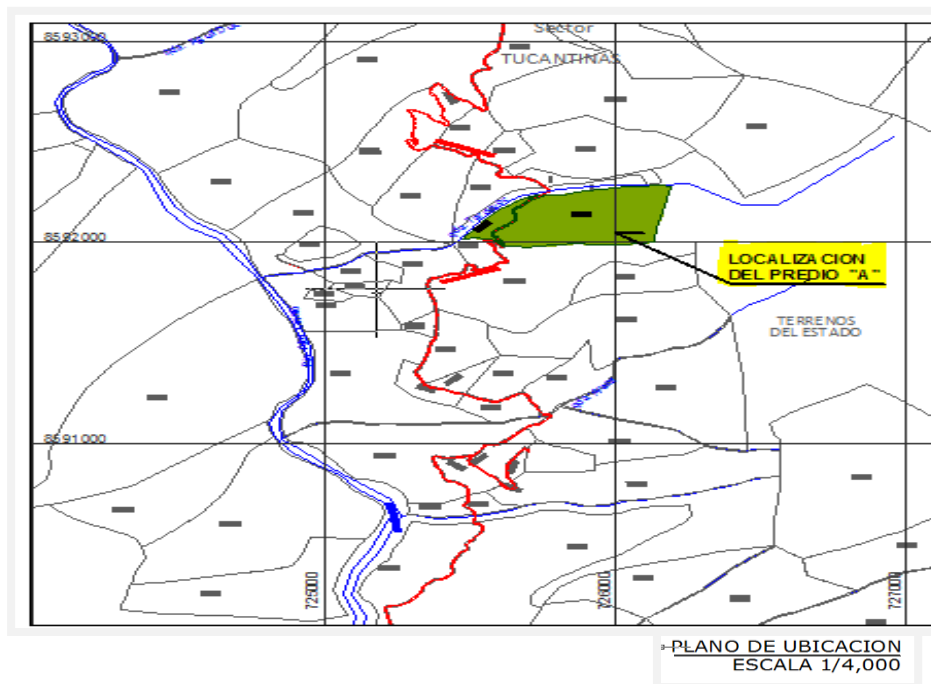 Sector
8593000
TUCANTINAS
8592000
LOCALIZACION
DEL PREDIO "A"
TERRENOS
DEL ESTADO
8591000
725000
726000
727000
PLANO DE UBICACION
ESCALA 1/4,000